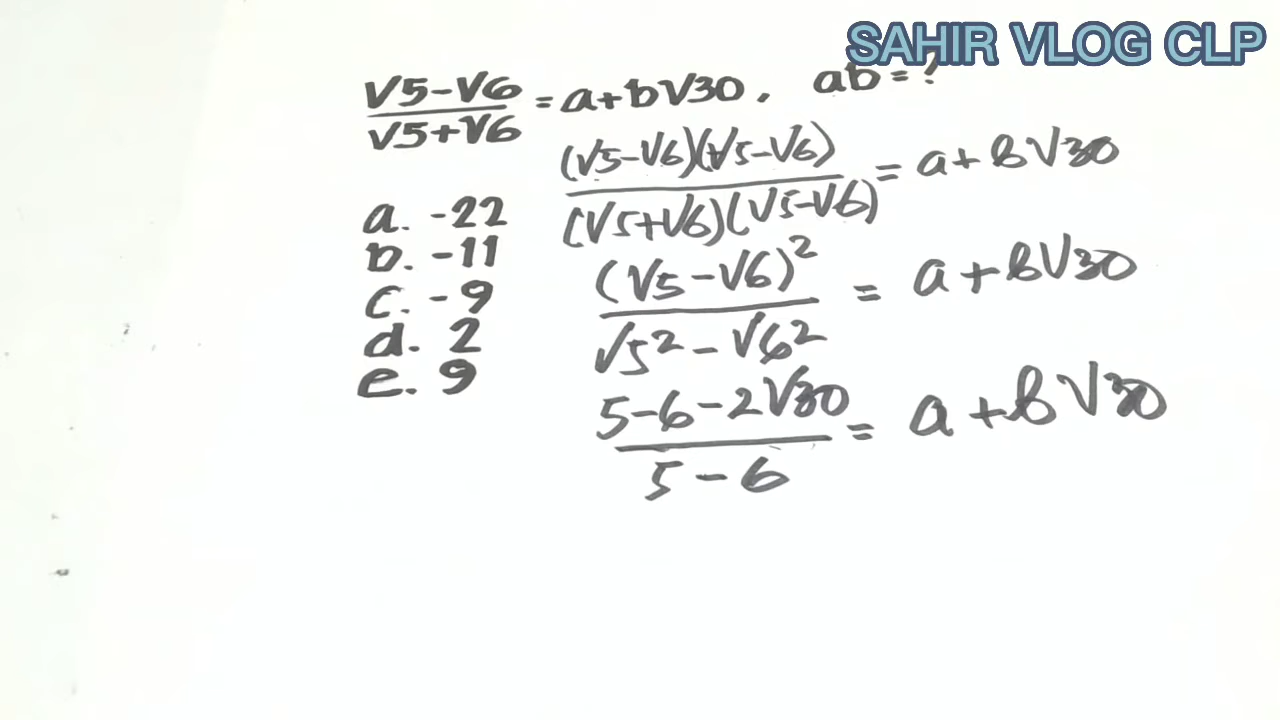 SAHIR VLOG CLP
√5-√6 / √5+√6 = a+b√30, ab=?
(√5-√6)(√5-√6) / (√5+√6)(√5-√6) = a+b√30
a. -22
b. -11
c. -9
d. 2
e. 9
(√5-√6)² / √5²-√6² = a+b√30
5-6-2√30 / 5-6 = a+b√30